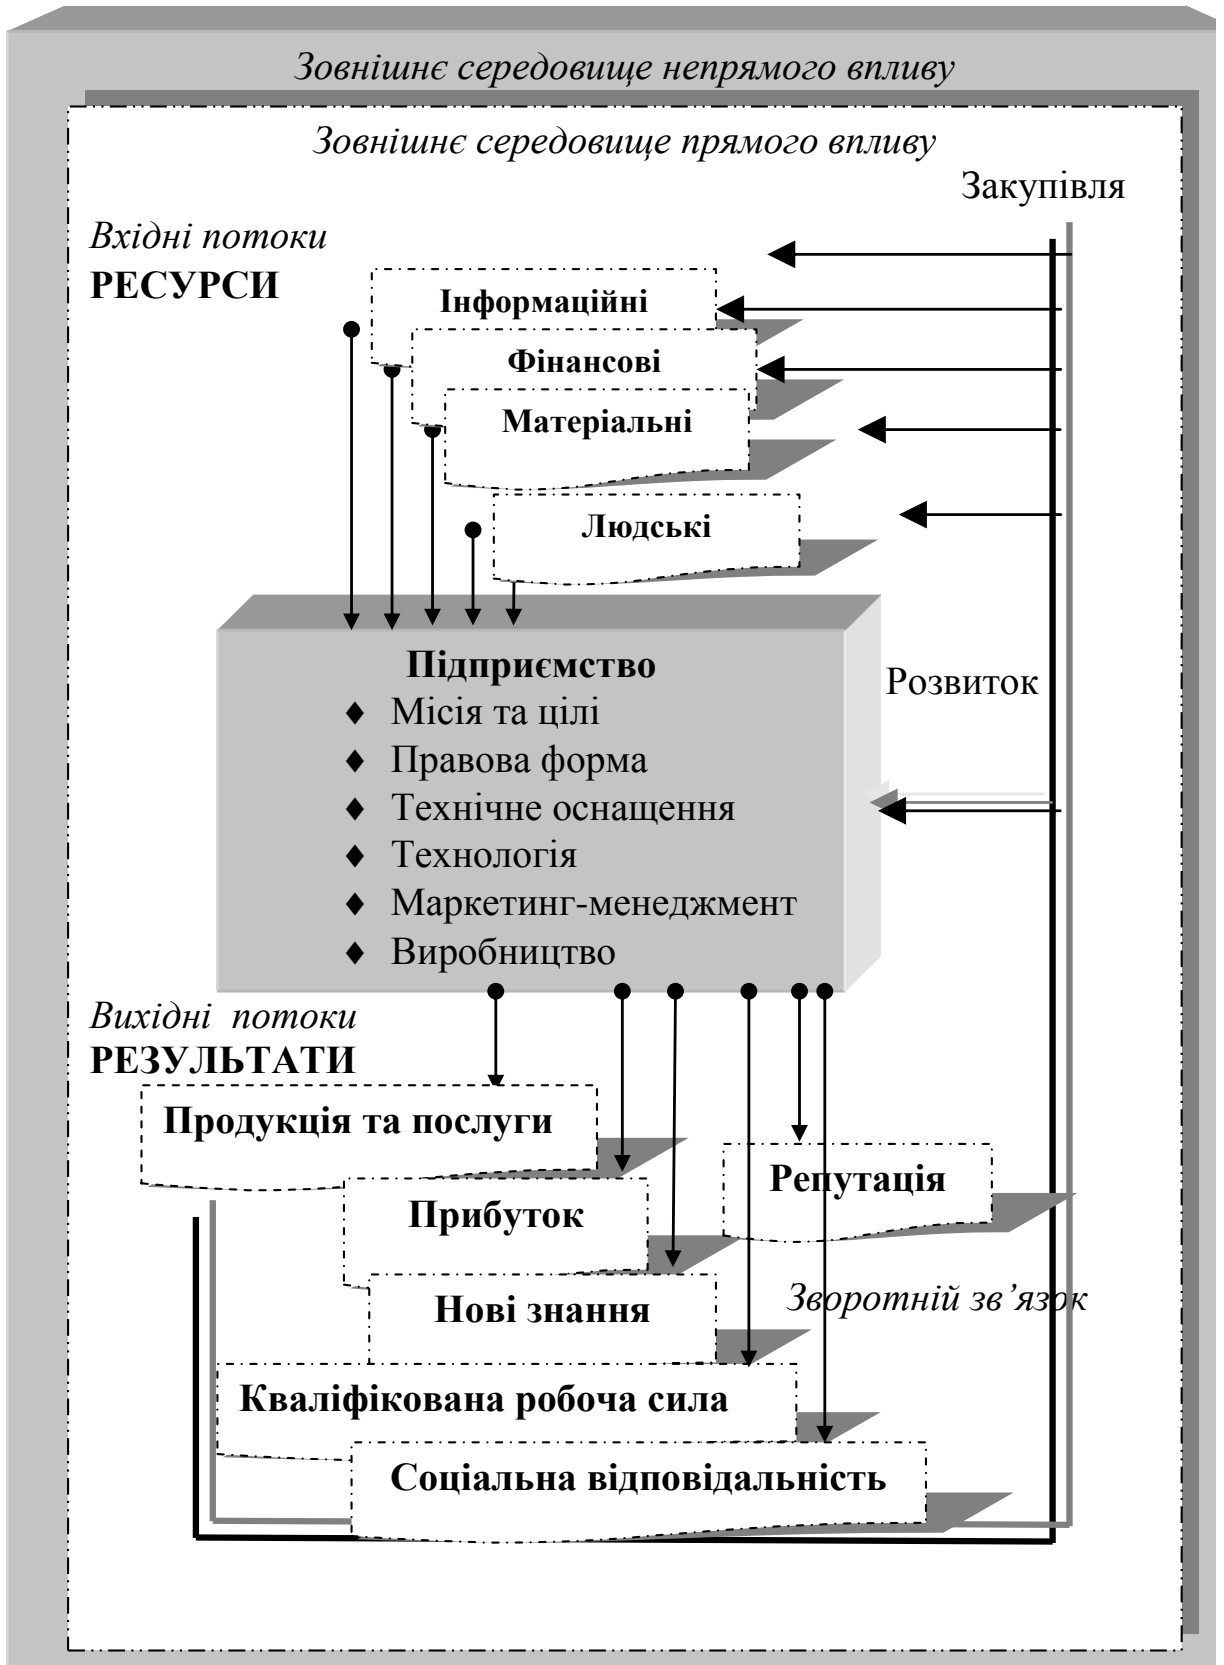 Зовнішнє середовище непрямого впливу
Зовнішнє середовище прямого впливу
Закупівля
Вхідні потоки
РЕСУРСИ
Інформаційні
Фінансові
Матеріальні
Людські
Підприємство
♦ Місія та цілі
♦ Правова форма
♦ Технічне оснащення
♦ Технологія
♦ Маркетинг-менеджмент
♦ Виробництво
Розвиток
Вихідні потоки
РЕЗУЛЬТАТИ
Продукція та послуги
Репутація
Прибуток
Зворотній зв’язок
Нові знання
Кваліфікована робоча сила
Соціальна відповідальність